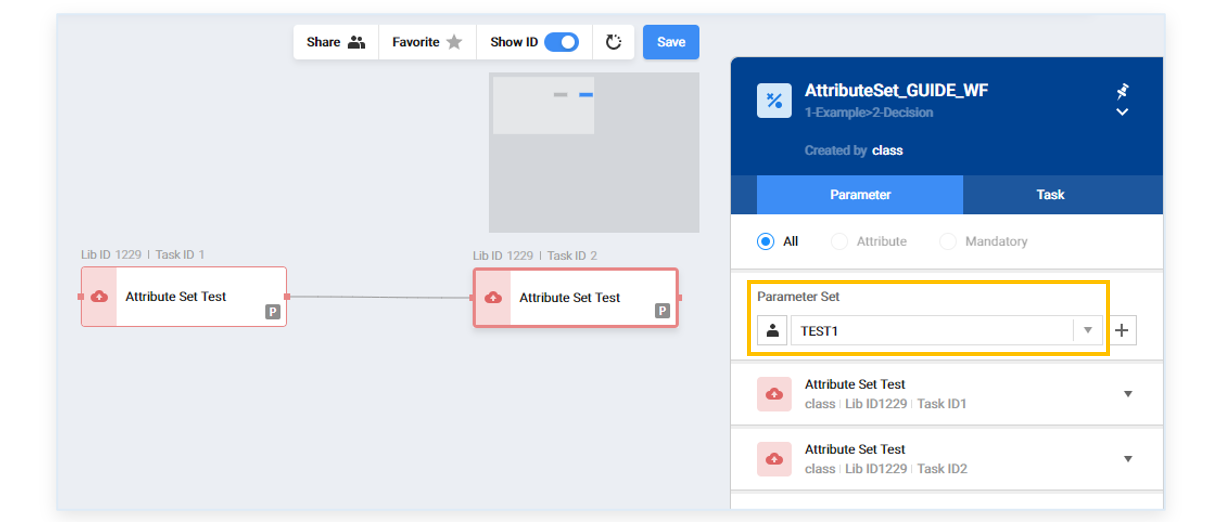 Share
Favorite
Show ID
Save
AttributeSet_GUIDE_WF
1-Example>2-Decision
Created by class
Parameter
Task
All
Attribute
Mandatory
Lib ID 1229 | Task ID 1
Attribute Set Test
P
Lib ID 1229 | Task ID 2
Attribute Set Test
P
Parameter Set
TEST1
Attribute Set Test
class | Lib ID1229 | Task ID1
Attribute Set Test
class | Lib ID1229 | Task ID2